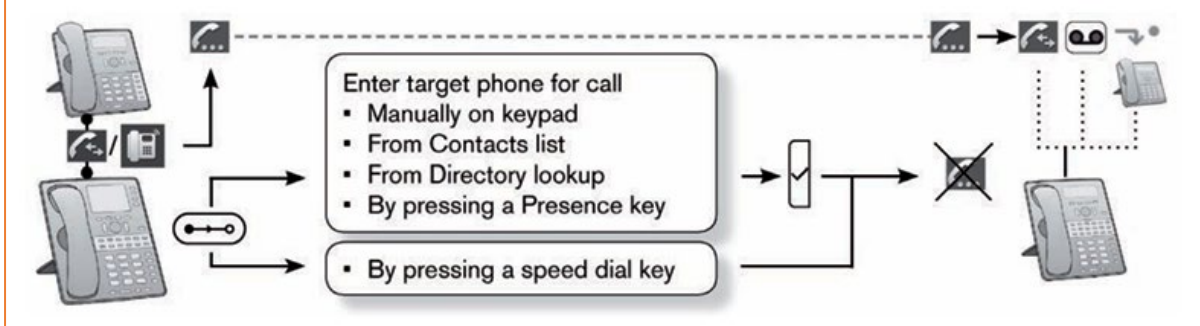 Enter target phone for call
▪ Manually on keypad
▪ From Contacts list
▪ From Directory lookup
▪ By pressing a Presence key
▪ By pressing a speed dial key